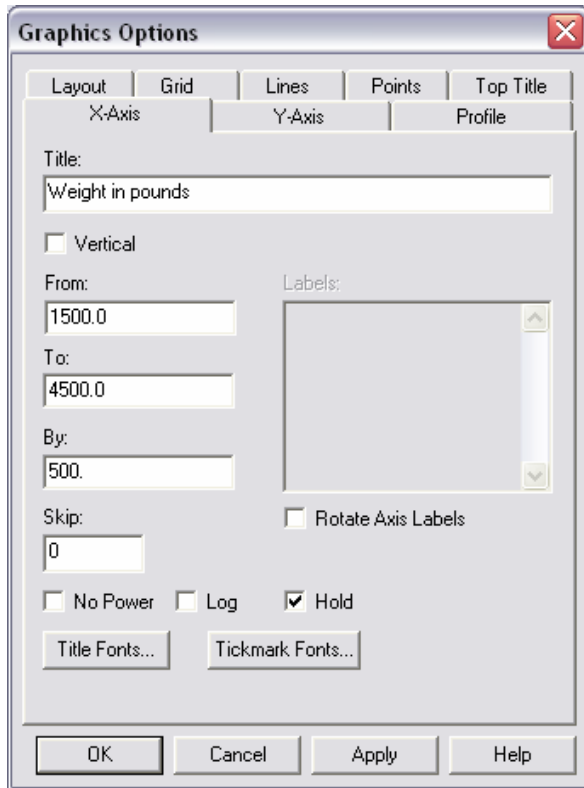 Graphics Options
Layout Grid Lines Points Top Title
X-Axis Y-Axis Profile
Title:
Weight in pounds
Vertical
From: Labels:
1500.0
To:
4500.0
By:
500.
Skip:
Rotate Axis Labels
0
No Power Log Hold
Title Fonts... Tickmark Fonts...
OK Cancel Apply Help